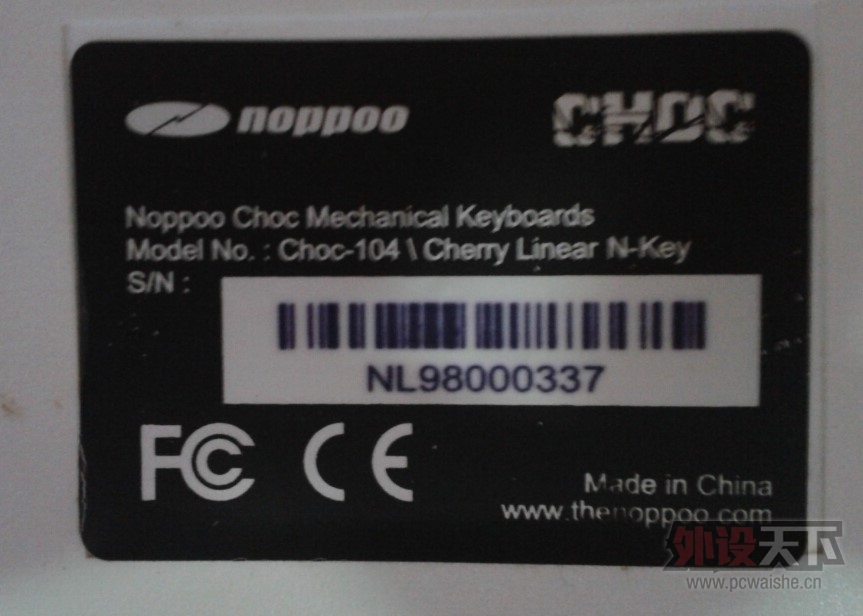 noppoo CHOC
Noppoo Choc Mechanical Keyboards
Model No. : Choc-104 \ Cherry Linear N-Key
S/N :
NL98000337
FC CE
Made in China
www.thenoppoo.com
外设天下
www.pcwaishe.cn